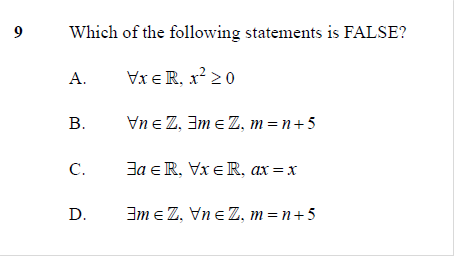 9 Which of the following statements is FALSE?
A. ∀x ∈ ℝ, x² ≥ 0
B. ∀n ∈ ℤ, ∃m ∈ ℤ, m = n + 5
C. ∃a ∈ ℝ, ∀x ∈ ℝ, ax = x
D. ∃m ∈ ℤ, ∀n ∈ ℤ, m = n + 5